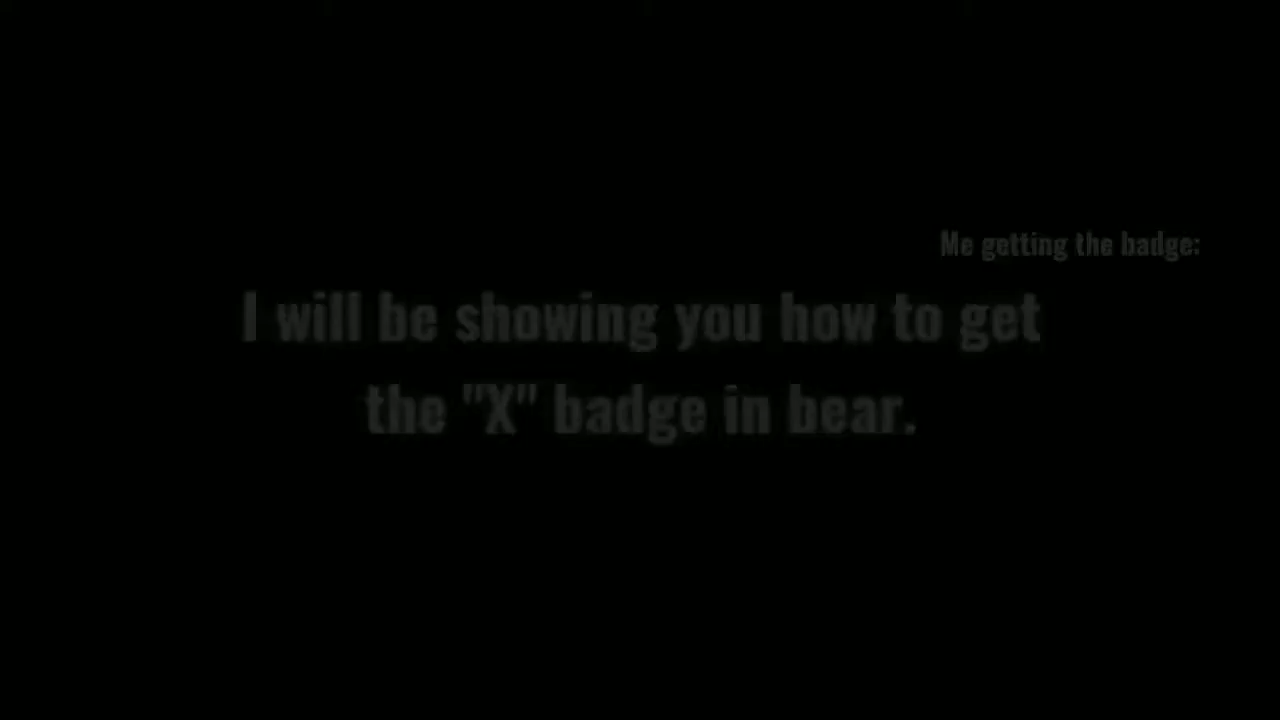 Me getting the badge:
I will be showing you how to get
the "X" badge in bear.